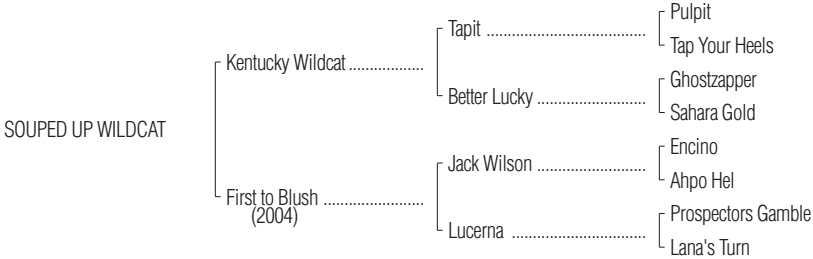 Pulpit
Tapit ......................................
Tap Your Heels
Kentucky Wildcat ..................
Ghostzapper
Better Lucky ..........................
Sahara Gold
SOUPED UP WILDCAT
Encino
Jack Wilson ..........................
Ahpo Hel
First to Blush ........................
(2004)
Prospectors Gamble
Lucerna ................................
Lana's Turn